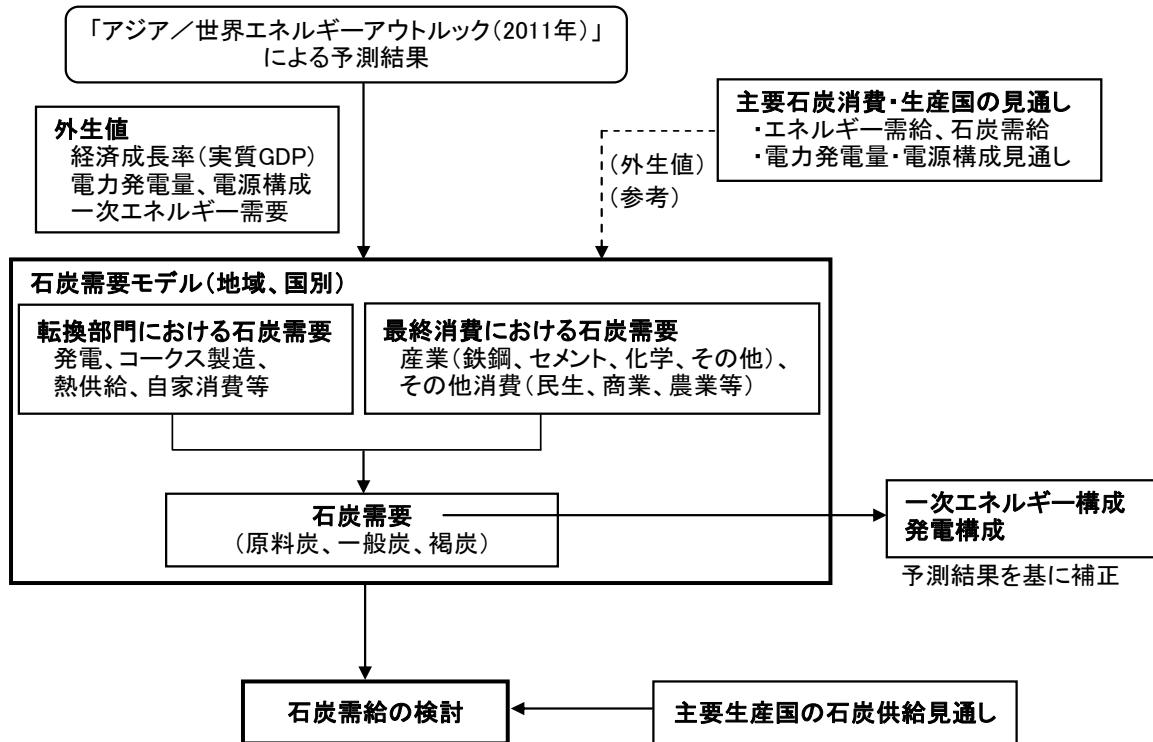 「アジア／世界エネルギーアウトルック（2011年）」
による予測結果
外生値
経済成長率（実質GDP）
電力発電量、電源構成
一次エネルギー需要
主要石炭消費・生産国の見通し
・エネルギー需給、石炭需給
・電力発電量・電源構成見通し
（外生値）
（参考）
石炭需要モデル（地域、国別）
転換部門における石炭需要
発電、コークス製造、
熱供給、自家消費等
最終消費における石炭需要
産業（鉄鋼、セメント、化学、その他）、
その他消費（民生、商業、農業等）
石炭需要
（原料炭、一般炭、褐炭）
一次エネルギー構成
発電構成
予測結果を基に補正
石炭需給の検討
主要生産国の石炭供給見通し